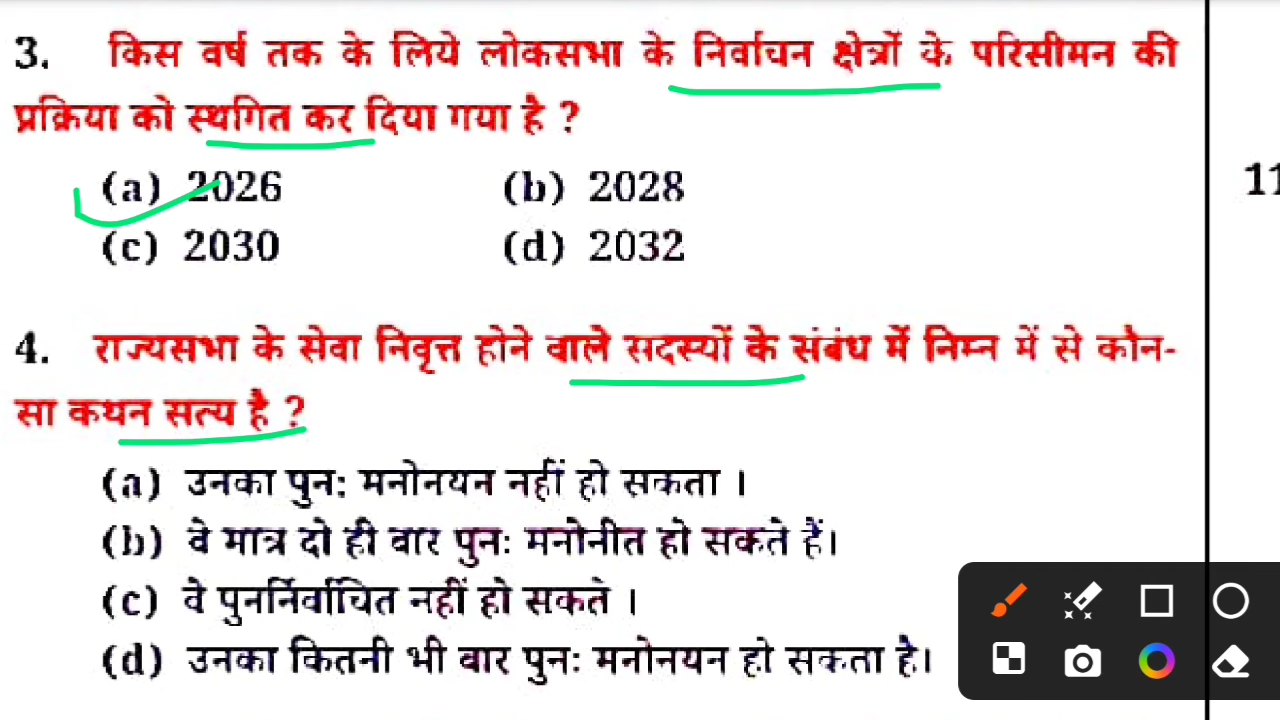 3. किस वर्ष तक के लिये लोकसभा के निर्वाचन क्षेत्रों के परिसीमन की
प्रक्रिया को स्थगित कर दिया गया है ?
(a) 2026 (b) 2028
(c) 2030 (d) 2032
4. राज्यसभा के सेवा निवृत्त होने वाले सदस्यों के संबंध में निम्न में से कौन-
सा कथन सत्य है ?
(a) उनका पुन: मनोनयन नहीं हो सकता ।
(b) वे मात्र दो ही बार पुनः मनोनीत हो सकते हैं।
(c) वे पुनर्निर्वाचित नहीं हो सकते ।
(d) उनका कितनी भी बार पुनः मनोनयन हो सकता है।
11